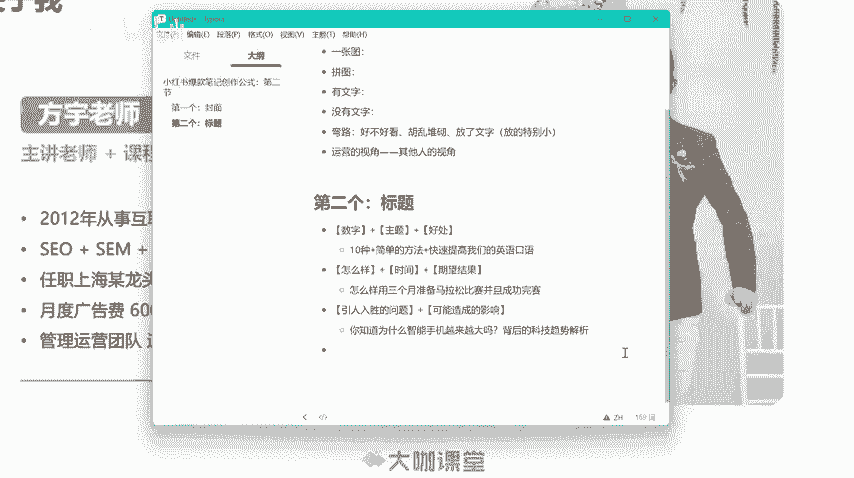 方宇老师
主讲老师 + 课程
• 2012年从事互联
• SEO + SEM +
• 任职上海某龙头
• 月度广告费 600
• 管理运营团队
编辑(E) 段落(P) 格式(O) 视图(V) 主题(T) 帮助(H)
文件 大纲
小红书爆款笔记创作公式：第二
节
第一个：封面
第二个：标题
• 一张图：
• 拼图：
• 有文字：
• 没有文字：
• 弯路：好不好看、胡乱堆砌、放了文字（放的特别小）
• 运营的视角——其他人的视角
第二个：标题
• 【数字】+【主题】+【好处】
○ 10种+简单的方法+快速提高我们的英语口语
• 【怎么样】+【时间】+【期望结果】
○ 怎么样用三个月准备马拉松比赛并且成功完赛
• 【引人入胜的问题】+【可能造成的影响】
○ 你知道为什么智能手机越来越大吗？背后的科技趋势解析
ZH 169 词
大咖课堂